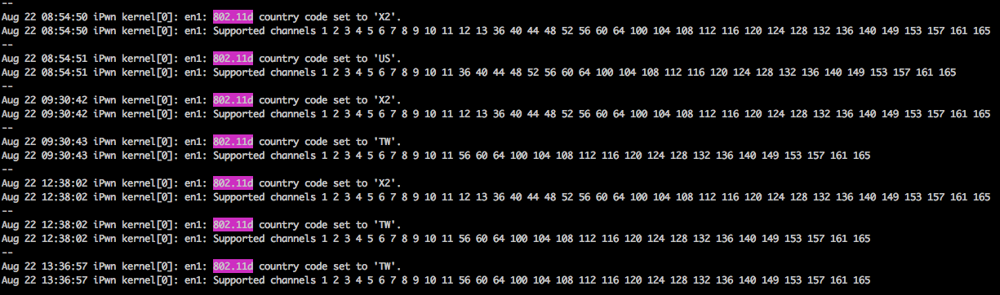 --
Aug 22 08:54:50 iPwn kernel[0]: en1: 802.11d country code set to 'X2'.
Aug 22 08:54:50 iPwn kernel[0]: en1: Supported channels 1 2 3 4 5 6 7 8 9 10 11 12 13 36 40 44 48 52 56 60 64 100 104 108 112 116 120 124 128 132 136 140 149 153 157 161 165
--
Aug 22 08:54:51 iPwn kernel[0]: en1: 802.11d country code set to 'US'.
Aug 22 08:54:51 iPwn kernel[0]: en1: Supported channels 1 2 3 4 5 6 7 8 9 10 11 36 40 44 48 52 56 60 64 100 104 108 112 116 120 124 128 132 136 140 149 153 157 161 165
--
Aug 22 09:30:42 iPwn kernel[0]: en1: 802.11d country code set to 'X2'.
Aug 22 09:30:42 iPwn kernel[0]: en1: Supported channels 1 2 3 4 5 6 7 8 9 10 11 12 13 36 40 44 48 52 56 60 64 100 104 108 112 116 120 124 128 132 136 140 149 153 157 161 165
--
Aug 22 09:30:43 iPwn kernel[0]: en1: 802.11d country code set to 'TW'.
Aug 22 09:30:43 iPwn kernel[0]: en1: Supported channels 1 2 3 4 5 6 7 8 9 10 11 56 60 64 100 104 108 112 116 120 124 128 132 136 140 149 153 157 161 165
--
Aug 22 12:38:02 iPwn kernel[0]: en1: 802.11d country code set to 'X2'.
Aug 22 12:38:02 iPwn kernel[0]: en1: Supported channels 1 2 3 4 5 6 7 8 9 10 11 12 13 36 40 44 48 52 56 60 64 100 104 108 112 116 120 124 128 132 136 140 149 153 157 161 165
--
Aug 22 12:38:02 iPwn kernel[0]: en1: 802.11d country code set to 'TW'.
Aug 22 12:38:02 iPwn kernel[0]: en1: Supported channels 1 2 3 4 5 6 7 8 9 10 11 56 60 64 100 104 108 112 116 120 124 128 132 136 140 149 153 157 161 165
--
Aug 22 13:36:57 iPwn kernel[0]: en1: 802.11d country code set to 'TW'.
Aug 22 13:36:57 iPwn kernel[0]: en1: Supported channels 1 2 3 4 5 6 7 8 9 10 11 56 60 64 100 104 108 112 116 120 124 128 132 136 140 149 153 157 161 165